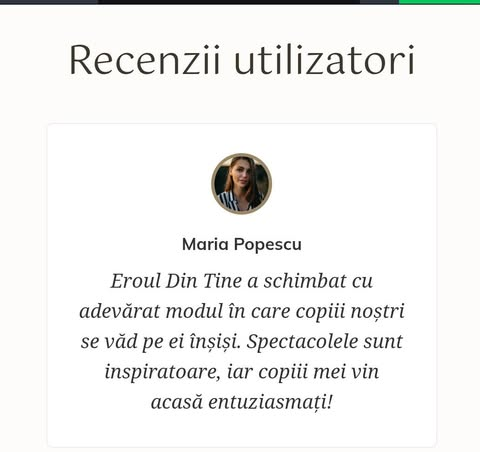 Recenzii utilizatori
Maria Popescu
Eroul Din Tine a schimbat cu
adevărat modul în care copiii noștri
se văd pe ei înșiși. Spectacolele sunt
inspiratoare, iar copiii mei vin
acasă entuziasmați!